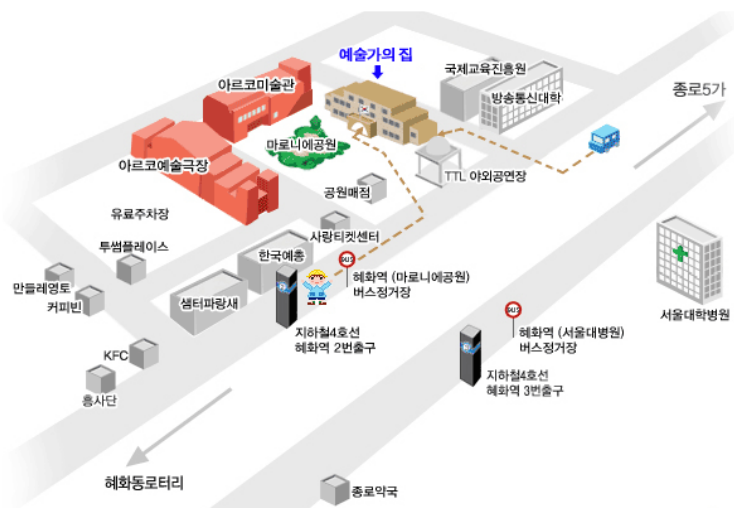 예술가의 집
아르코미술관
국제교육진흥원
방송통신대학
종로5가
마로니에공원
아르코예술극장
TTL 야외공연장
공원매점
유료주차장
사랑티켓센터
투썸플레이스
한국예총
만들레영토
커피빈
샘터파랑새
BUS
혜화역 (마로니에공원)
버스정거장
서울대학병원
지하철4호선
혜화역 2번출구
BUS
혜화역 (서울대병원)
버스정거장
KFC
지하철4호선
혜화역 3번출구
흥사단
혜화동로터리
종로약국